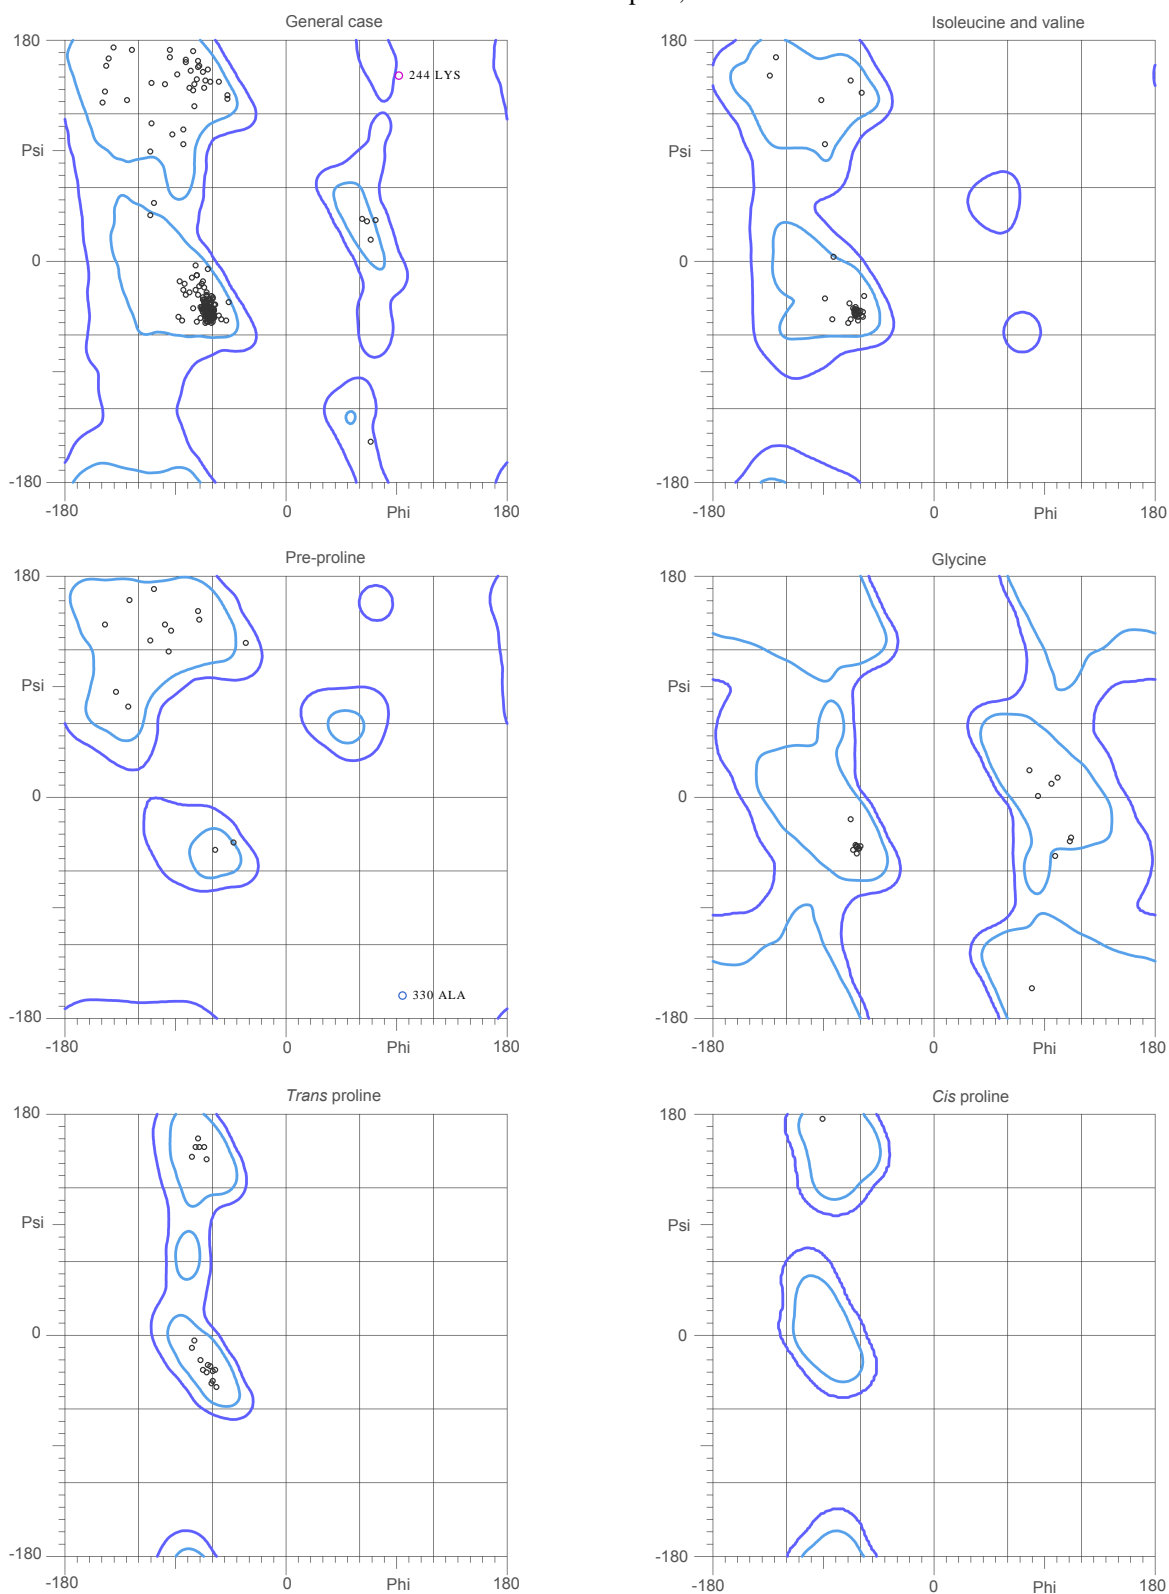 General case
180
Psi
0
-180
-180
0
Phi
180
244 LYS
Isoleucine and valine
180
Psi
0
-180
-180
0
Phi
180
Pre-proline
180
Psi
0
-180
-180
0
Phi
180
330 ALA
Glycine
180
Psi
0
-180
-180
0
Phi
180
Trans proline
180
Psi
0
-180
-180
0
Phi
180
Cis proline
180
Psi
0
-180
-180
0
Phi
180